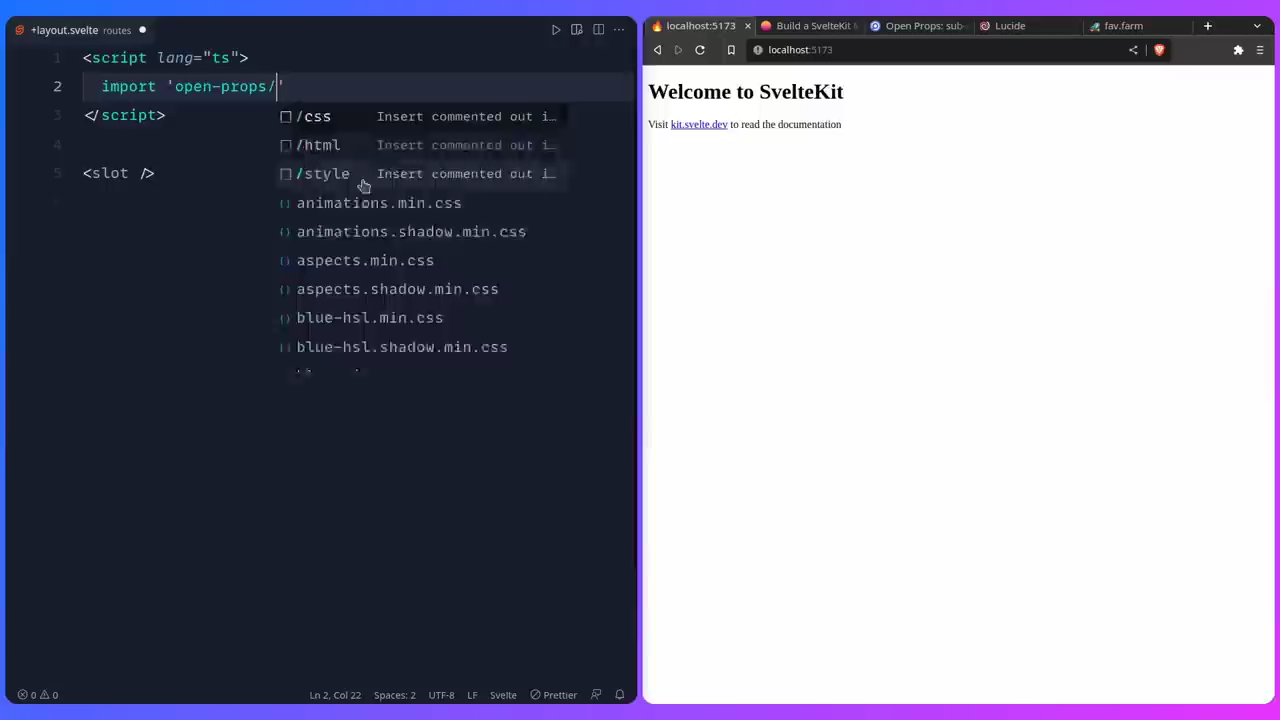 +layout.svelte routes
1 <script lang="ts">
2 import 'open-props/'
3 </script>
4
5 <slot />
/css Insert commented out i…
/html Insert commented out i…
/style Insert commented out i…
animations.min.css
animations.shadow.min.css
aspects.min.css
aspects.shadow.min.css
blue-hsl.min.css
blue-hsl.shadow.min.css
0 0 Ln 2, Col 22 Spaces: 2 UTF-8 LF Svelte Prettier
localhost:5173 Build a SvelteKit Open Props: sub- Lucide fav.farm
localhost:5173
Welcome to SvelteKit
Visit kit.svelte.dev to read the documentation